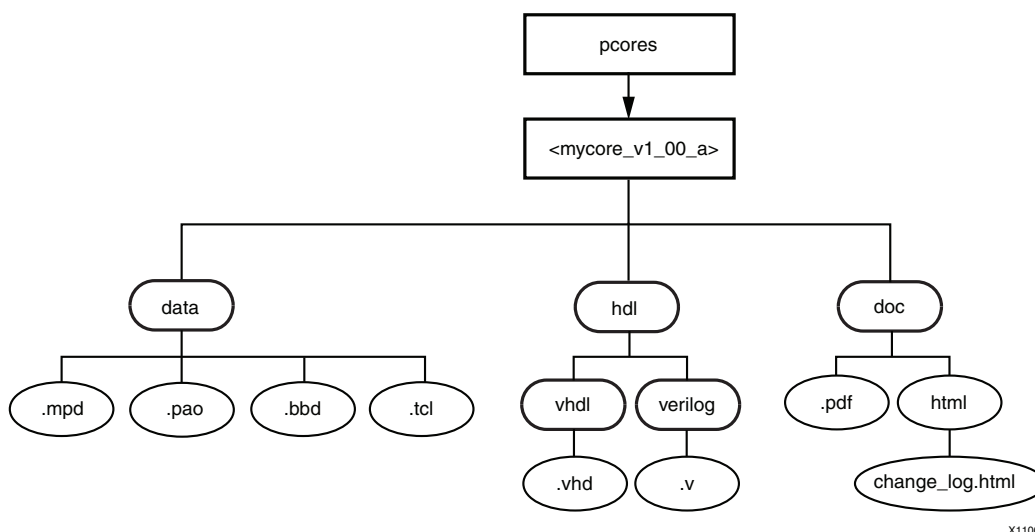 pcores
<mycore_v1_00_a>
data
hdl
doc
.mpd
.pao
.bbd
.tcl
vhdl
verilog
.pdf
html
.vhd
.v
change_log.html